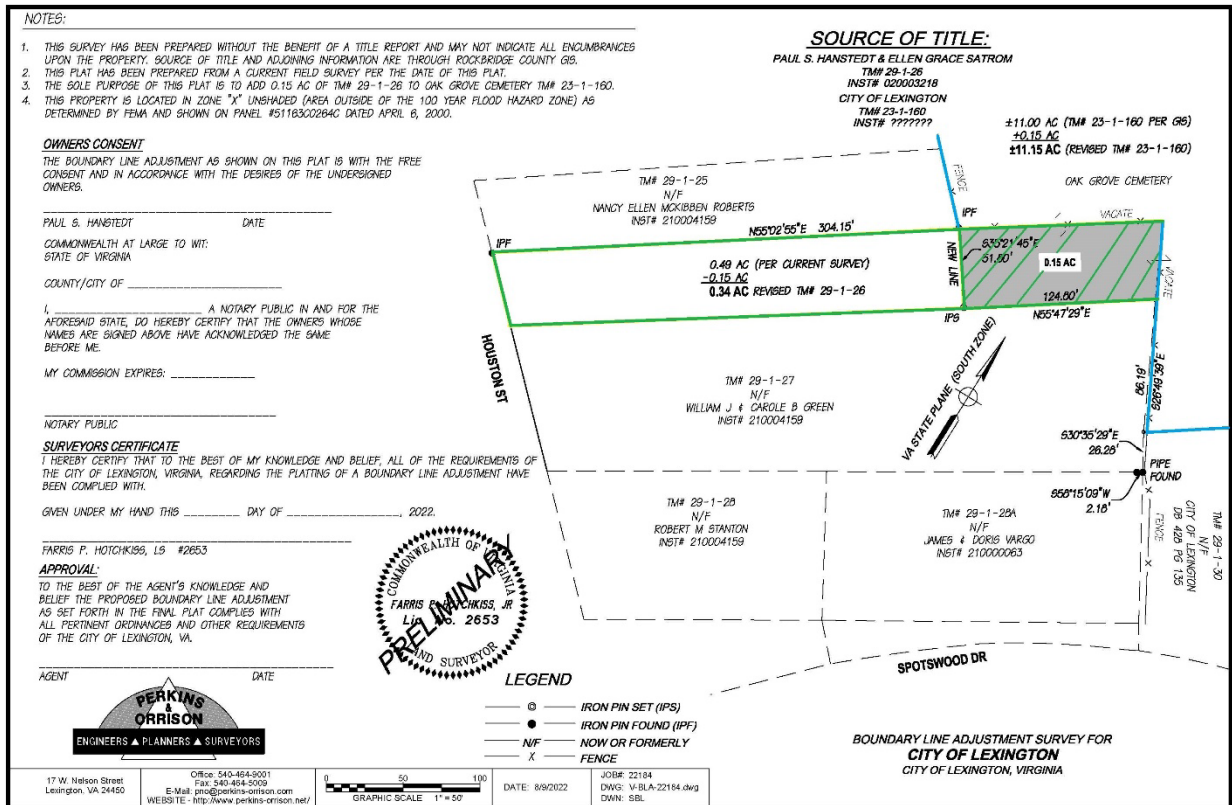 NOTES:
1. THIS SURVEY HAS BEEN PREPARED WITHOUT THE BENEFIT OF A TITLE REPORT AND MAY NOT INDICATE ALL ENCUMBRANCES
UPON THE PROPERTY. SOURCE OF TITLE AND ADJOINING INFORMATION ARE THROUGH ROCKBRIDGE COUNTY GIS.
2. THIS PLAT HAS BEEN PREPARED FROM A CURRENT FIELD SURVEY PER THE DATE OF THIS PLAT.
3. THE SOLE PURPOSE OF THIS PLAT IS TO ADD 0.15 AC OF TM# 29-1-26 TO OAK GROVE CEMETERY TM# 23-1-160.
4. THIS PROPERTY IS LOCATED IN ZONE "X" UNSHADED (AREA OUTSIDE OF THE 100 YEAR FLOOD HAZARD ZONE) AS
DETERMINED BY FEMA AND SHOWN ON PANEL #51163C0264C DATED APRIL 6, 2000.
OWNERS CONSENT
THE BOUNDARY LINE ADJUSTMENT AS SHOWN ON THIS PLAT IS WITH THE FREE
CONSENT AND IN ACCORDANCE WITH THE DESIRES OF THE UNDERSIGNED
OWNERS.
PAUL S. HANSTEDT DATE
COMMONWEALTH AT LARGE TO WIT:
STATE OF VIRGINIA
COUNTY/CITY OF
I, A NOTARY PUBLIC IN AND FOR THE
AFORESAID STATE, DO HEREBY CERTIFY THAT THE OWNERS WHOSE
NAMES ARE SIGNED ABOVE HAVE ACKNOWLEDGED THE SAME
BEFORE ME.
MY COMMISSION EXPIRES:
NOTARY PUBLIC
SURVEYORS CERTIFICATE
I HEREBY CERTIFY THAT TO THE BEST OF MY KNOWLEDGE AND BELIEF, ALL OF THE REQUIREMENTS OF
THE CITY OF LEXINGTON, VIRGINIA, REGARDING THE PLATTING OF A BOUNDARY LINE ADJUSTMENT HAVE
BEEN COMPLIED WITH.
GIVEN UNDER MY HAND THIS DAY OF , 2022.
FARRIS P. HOTCHKISS, LS #2653
APPROVAL:
TO THE BEST OF THE AGENT'S KNOWLEDGE AND
BELIEF THE PROPOSED BOUNDARY LINE ADJUSTMENT
AS SET FORTH IN THE FINAL PLAT COMPLIES WITH
ALL PERTINENT ORDINANCES AND OTHER REQUIREMENTS
OF THE CITY OF LEXINGTON, VA.
AGENT DATE
COMMONWEALTH OF VIRGINIA
FARRIS P. HOTCHKISS, JR
Lic. No. 2653
LAND SURVEYOR
PRELIMINARY
PERKINS
&
ORRISON
ENGINEERS ▲ PLANNERS ▲ SURVEYORS
SOURCE OF TITLE:
PAUL S. HANSTEDT & ELLEN GRACE SATROM
TM# 29-1-26
INST# 020003218
CITY OF LEXINGTON
TM# 23-1-160
INST# ???????
±11.00 AC (TM# 23-1-160 PER GIS)
+0.15 AC
±11.15 AC (REVISED TM# 23-1-160)
OAK GROVE CEMETERY
TM# 29-1-25
N/F
NANCY ELLEN MCKIBBEN ROBERTS
INST# 210004159
FENCE
IPF
VACATE
IPF
N55°02'55"E 304.15'
0.49 AC (PER CURRENT SURVEY)
-0.15 AC
0.34 AC REVISED TM# 29-1-26
NEW LINE
S35°21'45"E
51.50'
0.15 AC
VACATE
124.60'
IPS
N55°47'29"E
HOUSTON ST
VA STATE PLANE (SOUTH ZONE)
TM# 29-1-27
N/F
WILLIAM J & CAROLE B GREEN
INST# 210004159
86.19'
S26°49'39"E
S30°35'29"E
26.26'
PIPE
FOUND
S58°15'09"W
2.18'
TM# 29-1-28
N/F
ROBERT M STANTON
INST# 210004159
TM# 29-1-28A
N/F
JAMES & DORIS VARGO
INST# 210000063
FENCE
TM# 29-1-30
N/F
CITY OF LEXINGTON
DB 428 PG 135
SPOTSWOOD DR
LEGEND
IRON PIN SET (IPS)
IRON PIN FOUND (IPF)
N/F NOW OR FORMERLY
X FENCE
BOUNDARY LINE ADJUSTMENT SURVEY FOR
CITY OF LEXINGTON
CITY OF LEXINGTON, VIRGINIA
17 W. Nelson Street
Lexington, VA 24450
Office: 540-464-9001
Fax: 540-464-5009
E-Mail: pno@perkins-orrison.com
WEBSITE - http://www.perkins-orrison.net/
0 50 100
GRAPHIC SCALE 1" = 50'
DATE: 8/9/2022
JOB#: 22184
DWG: V-BLA-22184.dwg
DWN: SBL